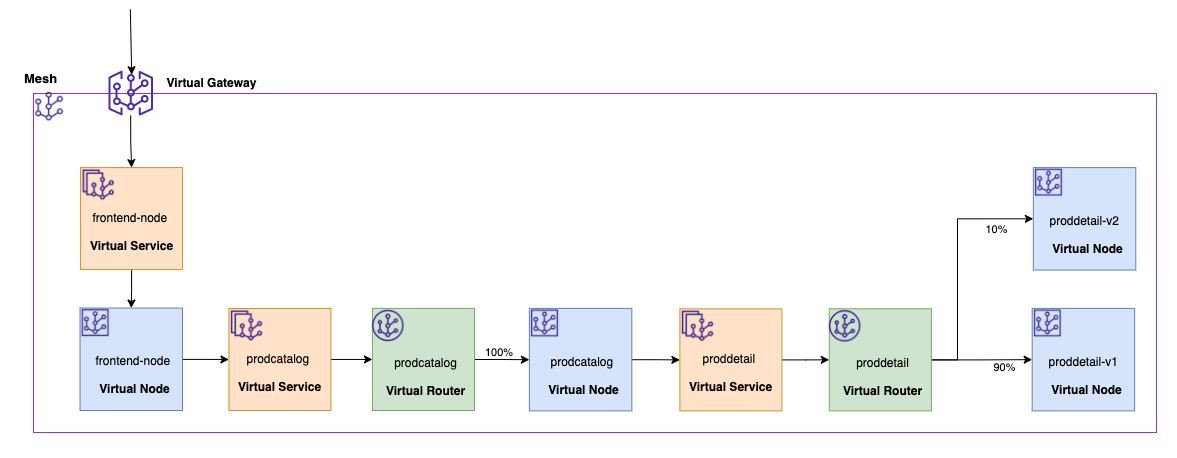 Mesh
Virtual Gateway
frontend-node
Virtual Service
proddetail-v2
Virtual Node
10%
frontend-node
Virtual Node
prodcatalog
Virtual Service
prodcatalog
Virtual Router
100%
prodcatalog
Virtual Node
proddetail
Virtual Service
proddetail
Virtual Router
90%
proddetail-v1
Virtual Node